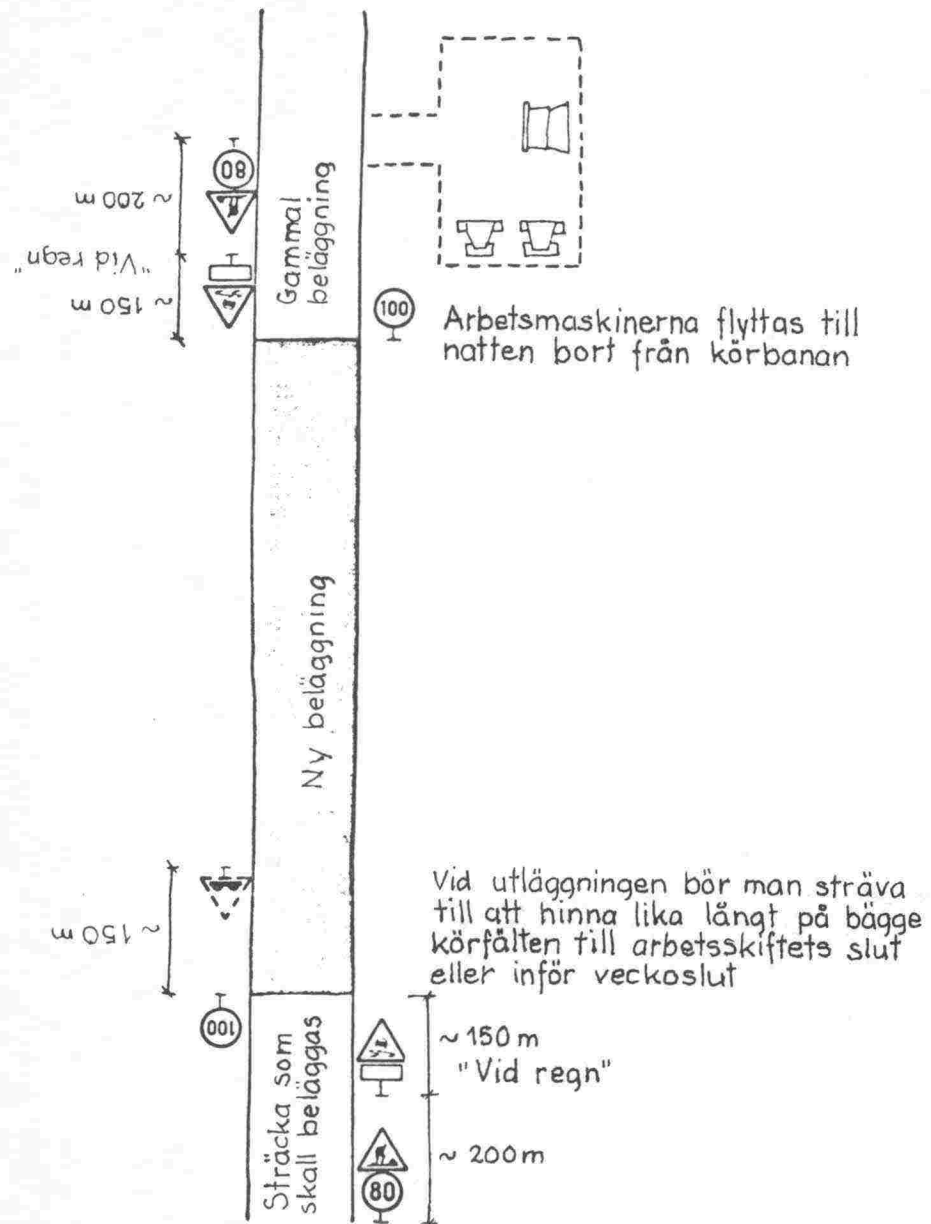 80
~ 200 m
"Vid regn"
~ 150 m
Gammal
beläggning
100
Arbetsmaskinerna flyttas till
natten bort från körbanan
Ny beläggning
~ 150 m
Vid utläggningen bör man sträva
till att hinna lika långt på bägge
körfälten till arbetsskiftets slut
eller inför veckoslut
100
Sträcka som
skall beläggas
~ 150 m
"Vid regn"
~ 200 m
80